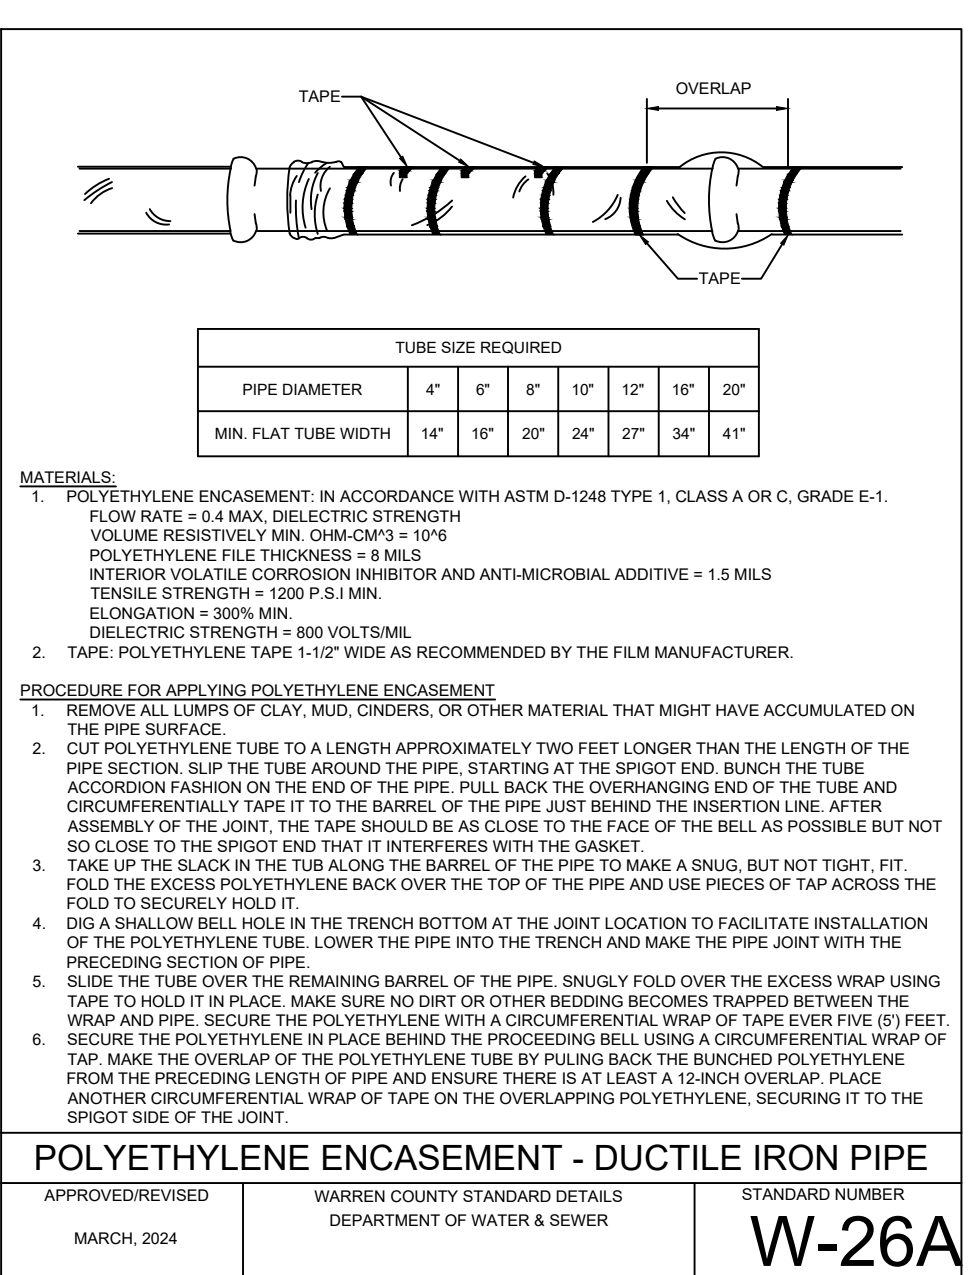 TAPE
OVERLAP
TAPE
TUBE SIZE REQUIRED
PIPE DIAMETER 4" 6" 8" 10" 12" 16" 20"
MIN. FLAT TUBE WIDTH 14" 16" 20" 24" 27" 34" 41"
MATERIALS:
1. POLYETHYLENE ENCASEMENT: IN ACCORDANCE WITH ASTM D-1248 TYPE 1, CLASS A OR C, GRADE E-1.
FLOW RATE = 0.4 MAX, DIELECTRIC STRENGTH
VOLUME RESISTIVELY MIN. OHM-CM^3 = 10^6
POLYETHYLENE FILE THICKNESS = 8 MILS
INTERIOR VOLATILE CORROSION INHIBITOR AND ANTI-MICROBIAL ADDITIVE = 1.5 MILS
TENSILE STRENGTH = 1200 P.S.I MIN.
ELONGATION = 300% MIN.
DIELECTRIC STRENGTH = 800 VOLTS/MIL
2. TAPE: POLYETHYLENE TAPE 1-1/2" WIDE AS RECOMMENDED BY THE FILM MANUFACTURER.
PROCEDURE FOR APPLYING POLYETHYLENE ENCASEMENT
1. REMOVE ALL LUMPS OF CLAY, MUD, CINDERS, OR OTHER MATERIAL THAT MIGHT HAVE ACCUMULATED ON
THE PIPE SURFACE.
2. CUT POLYETHYLENE TUBE TO A LENGTH APPROXIMATELY TWO FEET LONGER THAN THE LENGTH OF THE
PIPE SECTION. SLIP THE TUBE AROUND THE PIPE, STARTING AT THE SPIGOT END. BUNCH THE TUBE
ACCORDION FASHION ON THE END OF THE PIPE. PULL BACK THE OVERHANGING END OF THE TUBE AND
CIRCUMFERENTIALLY TAPE IT TO THE BARREL OF THE PIPE JUST BEHIND THE INSERTION LINE. AFTER
ASSEMBLY OF THE JOINT, THE TAPE SHOULD BE AS CLOSE TO THE FACE OF THE BELL AS POSSIBLE BUT NOT
SO CLOSE TO THE SPIGOT END THAT IT INTERFERES WITH THE GASKET.
3. TAKE UP THE SLACK IN THE TUB ALONG THE BARREL OF THE PIPE TO MAKE A SNUG, BUT NOT TIGHT, FIT.
FOLD THE EXCESS POLYETHYLENE BACK OVER THE TOP OF THE PIPE AND USE PIECES OF TAP ACROSS THE
FOLD TO SECURELY HOLD IT.
4. DIG A SHALLOW BELL HOLE IN THE TRENCH BOTTOM AT THE JOINT LOCATION TO FACILITATE INSTALLATION
OF THE POLYETHYLENE TUBE. LOWER THE PIPE INTO THE TRENCH AND MAKE THE PIPE JOINT WITH THE
PRECEDING SECTION OF PIPE.
5. SLIDE THE TUBE OVER THE REMAINING BARREL OF THE PIPE. SNUGLY FOLD OVER THE EXCESS WRAP USING
TAPE TO HOLD IT IN PLACE. MAKE SURE NO DIRT OR OTHER BEDDING BECOMES TRAPPED BETWEEN THE
WRAP AND PIPE. SECURE THE POLYETHYLENE WITH A CIRCUMFERENTIAL WRAP OF TAPE EVER FIVE (5') FEET.
6. SECURE THE POLYETHYLENE IN PLACE BEHIND THE PROCEEDING BELL USING A CIRCUMFERENTIAL WRAP OF
TAP. MAKE THE OVERLAP OF THE POLYETHYLENE TUBE BY PULING BACK THE BUNCHED POLYETHYLENE
FROM THE PRECEDING LENGTH OF PIPE AND ENSURE THERE IS AT LEAST A 12-INCH OVERLAP. PLACE
ANOTHER CIRCUMFERENTIAL WRAP OF TAPE ON THE OVERLAPPING POLYETHYLENE, SECURING IT TO THE
SPIGOT SIDE OF THE JOINT.
POLYETHYLENE ENCASEMENT - DUCTILE IRON PIPE
APPROVED/REVISED
MARCH, 2024
WARREN COUNTY STANDARD DETAILS
DEPARTMENT OF WATER & SEWER
STANDARD NUMBER
W-26A